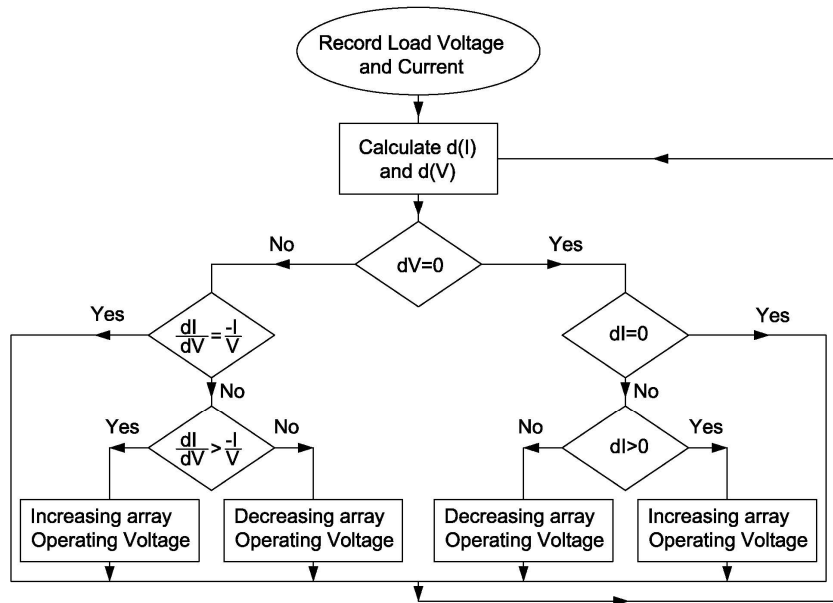 Record Load Voltage
and Current
Calculate d(I)
and d(V)
No
Yes
dV=0
Yes
dI/dV=-I/V
dI=0
Yes
No
No
Yes
dI/dV>-I/V
No
No
dI>0
Yes
Increasing array
Operating Voltage
Decreasing array
Operating Voltage
Decreasing array
Operating Voltage
Increasing array
Operating Voltage